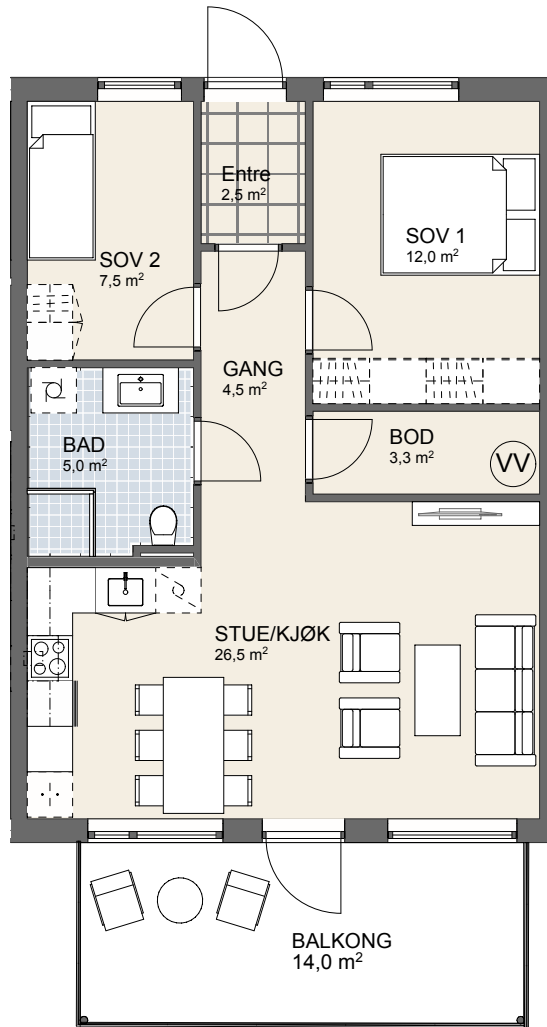 Entre
2,5 m²
SOV 1
12,0 m²
SOV 2
7,5 m²
GANG
4,5 m²
BAD
5,0 m²
BOD
3,3 m²
VV
STUE/KJØK
26,5 m²
BALKONG
14,0 m²